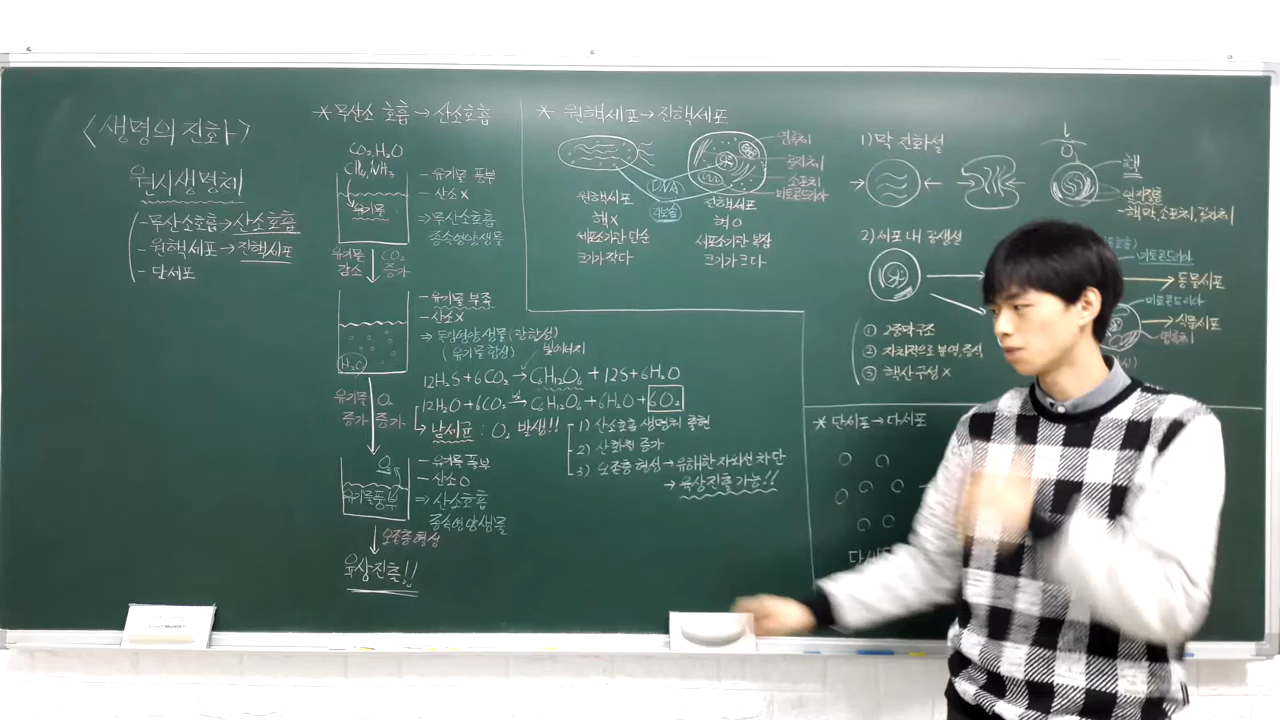 <생명의 진화>
원시생명체
- 무산소호흡→산소호흡
- 원핵세포→진핵세포
- 단세포
* 무산소 호흡→산소호흡
CO₂,H₂O
CH₄,NH₃
유기물
- 유기물 풍부
- 산소X
⇒무산소호흡
종속영양생물
유기물 감소
CO₂ 증가
- 유기물 부족
- 산소X
⇒ 독립영양생물(광합성)
(유기물 합성)
빛에너지
H₂O
12H₂S+6CO₂→C₆H₁₂O₆+12S+6H₂O
12H₂O+6CO₂→C₆H₁₂O₆+6H₂O+6O₂
빛
유기물 증가
O₂ 증가
남세균 : O₂ 발생!!
1) 산소호흡 생명체 출현
2) 산화철 증가
3) 오존층 형성→유해한 자외선 차단
→육상진출 가능!!
O₂
유기물풍부
- 유기물 풍부
- 산소O
⇒ 산소호흡
종속영양생물
오존층형성
육상진출!!
* 원핵세포→진핵세포
DNA
리보솜
엽록체
골지체
소포체
미토콘드리아
원핵세포
핵X
세포소기관 단순
크기가 작다
진핵세포
핵O
세포소기관 복잡
크기가 크다
1)막 진화설
핵
- 핵막,소포체,골지체
2)세포 내 공생설
미토콘드리아
동물세포
미토콘드리아
식물세포
엽록체
① 2중막구조
② 자체적으로 복제,증식
③ 핵산 구성 X
* 단세포→다세포